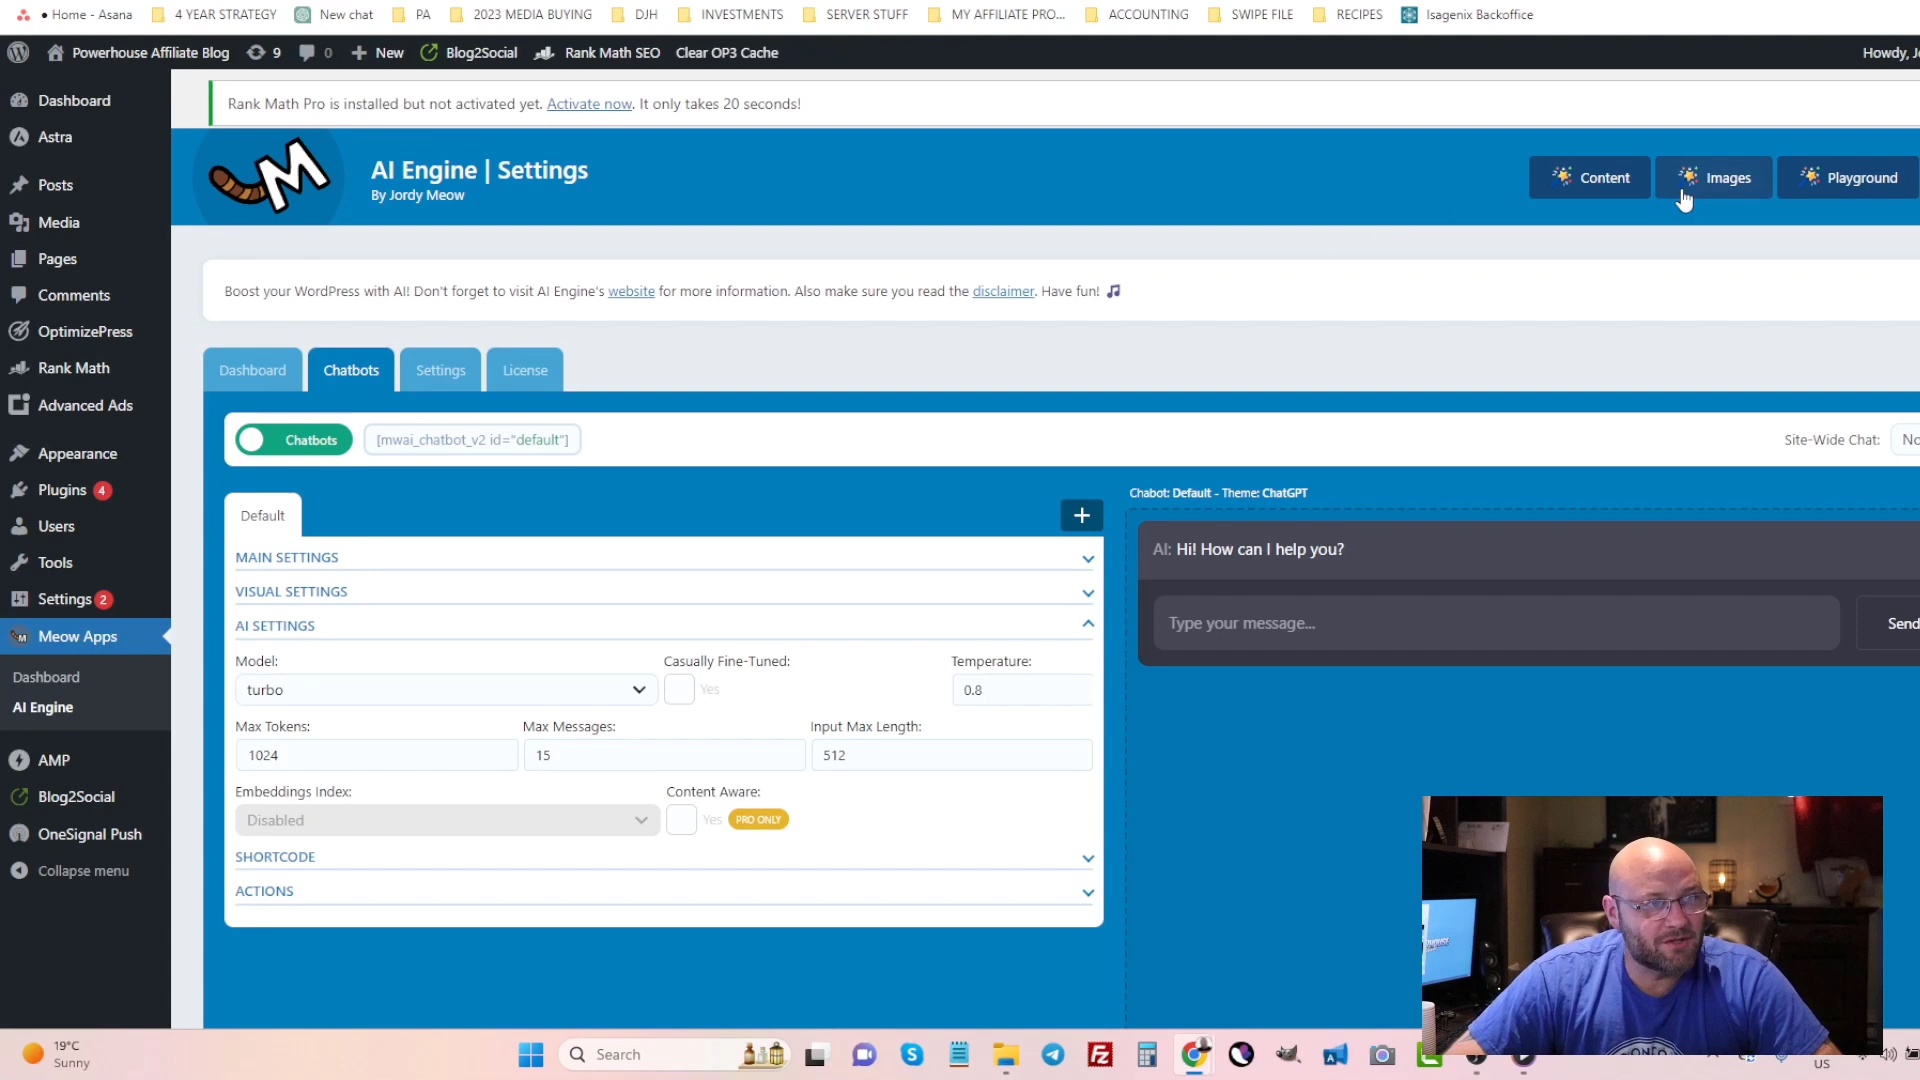 • Home - Asana
4 YEAR STRATEGY
New chat
PA
2023 MEDIA BUYING
DJH
INVESTMENTS
SERVER STUFF
MY AFFILIATE PRO...
ACCOUNTING
SWIPE FILE
RECIPES
Isagenix Backoffice
Powerhouse Affiliate Blog
9
0
New
Blog2Social
Rank Math SEO
Clear OP3 Cache
Howdy, J
Dashboard
Astra
Posts
Media
Pages
Comments
OptimizePress
Rank Math
Advanced Ads
Appearance
Plugins 4
Users
Tools
Settings 2
Meow Apps
Dashboard
AI Engine
AMP
Blog2Social
OneSignal Push
Collapse menu
Rank Math Pro is installed but not activated yet. Activate now. It only takes 20 seconds!
M
AI Engine | Settings
By Jordy Meow
Content
Images
Playground
Boost your WordPress with AI! Don't forget to visit AI Engine's website for more information. Also make sure you read the disclaimer. Have fun! 🎵
Dashboard
Chatbots
Settings
License
Chatbots
[mwai_chatbot_v2 id="default"]
Site-Wide Chat:
No
Default
+
MAIN SETTINGS
VISUAL SETTINGS
AI SETTINGS
Model:
Casually Fine-Tuned:
Temperature:
turbo
Yes
0.8
Max Tokens:
Max Messages:
Input Max Length:
1024
15
512
Embeddings Index:
Content Aware:
Disabled
Yes
PRO ONLY
SHORTCODE
ACTIONS
Chabot: Default - Theme: ChatGPT
AI: Hi! How can I help you?
Type your message...
Send
19°C
Sunny
Search
US